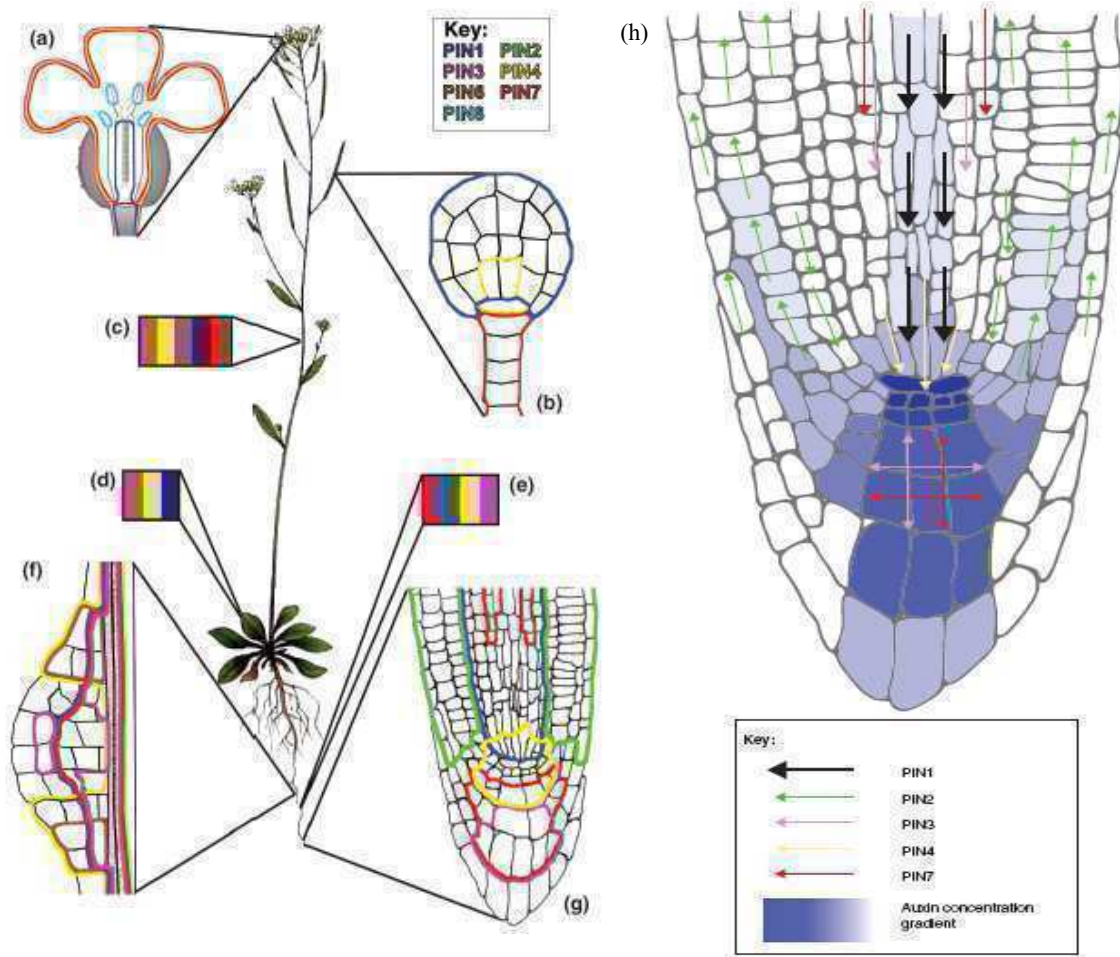 (a)
Key:
PIN1 PIN2
PIN3 PIN4
PIN6 PIN7
PIN8
(b)
(c)
(d)
(e)
(f)
(g)
(h)
Key:
PIN1
PIN2
PIN3
PIN4
PIN7
Auxin concentration
gradient